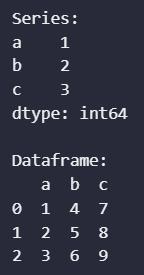 Series:
a    1
b    2
c    3
dtype: int64

Dataframe:
   a  b  c
0  1  4  7
1  2  5  8
2  3  6  9